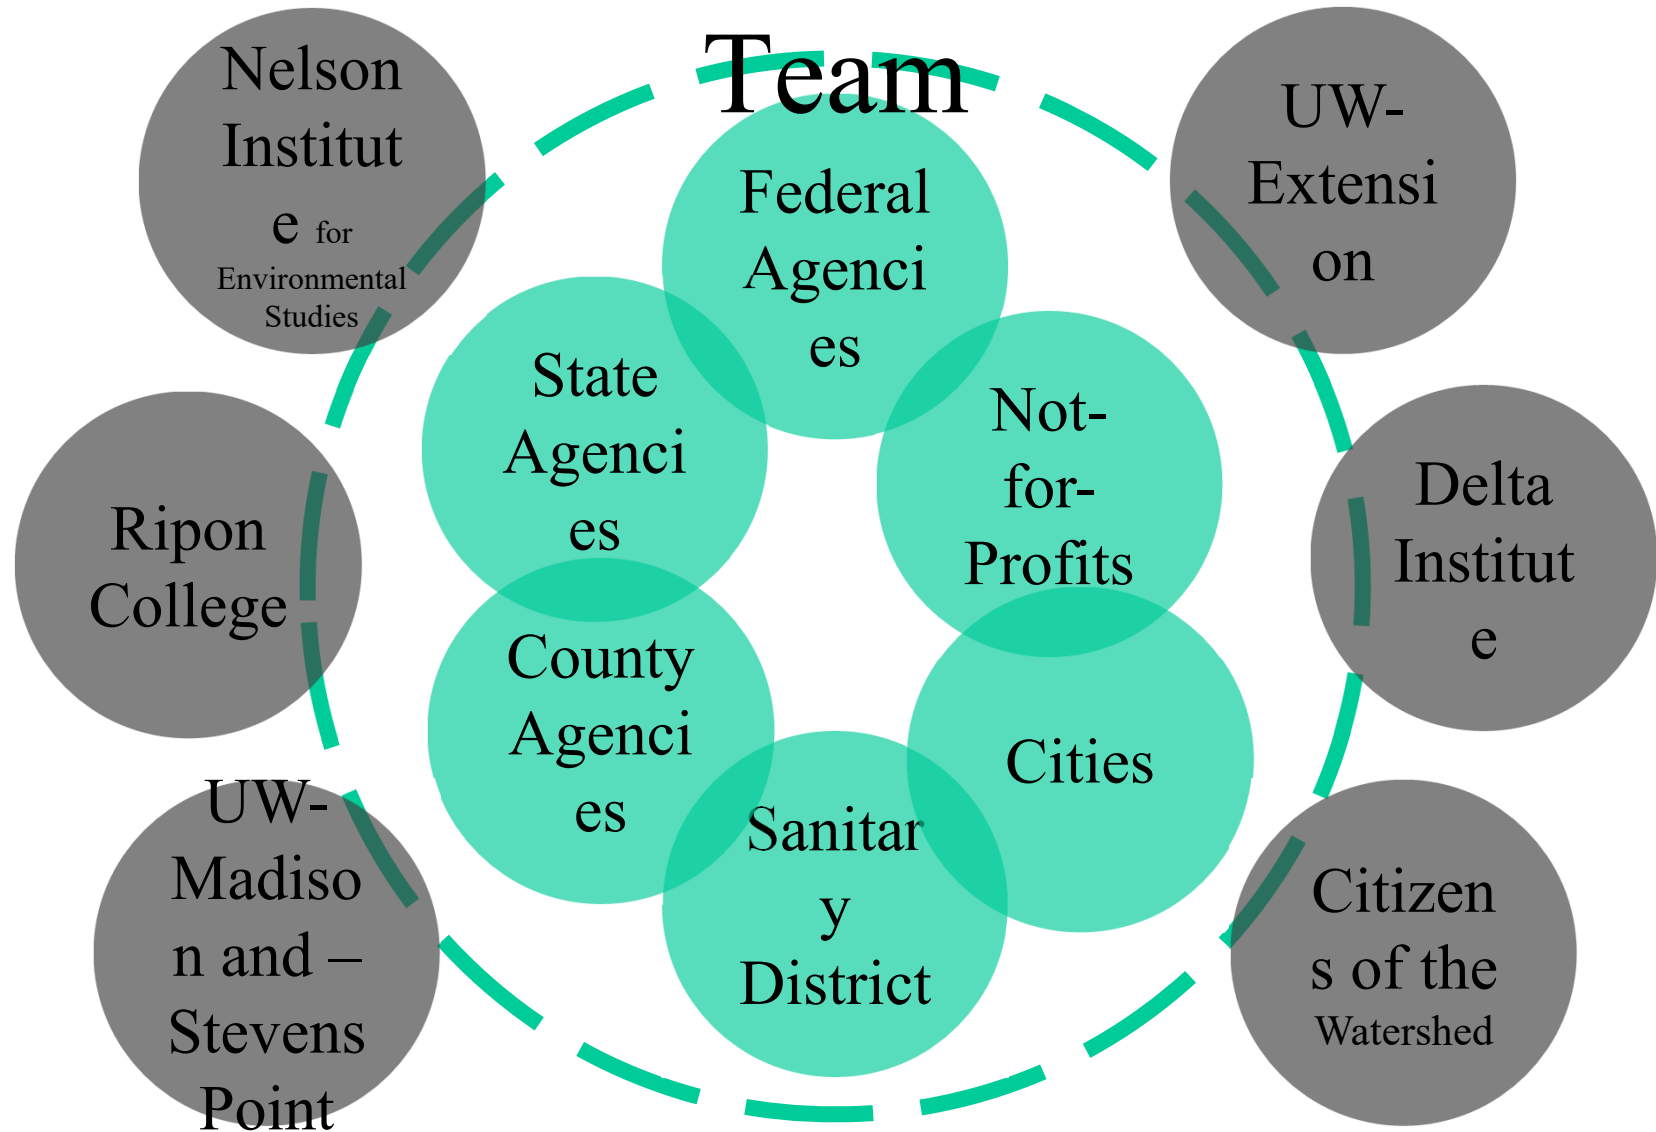 Team
Nelson
Institut
e for
Environmental
Studies
UW-
Extensi
on
Federal
Agenci
es
State
Agenci
es
Not-
for-
Profits
Ripon
College
Delta
Institut
e
County
Agenci
es
Cities
UW-
Madiso
n and –
Stevens
Point
Sanitar
y
District
Citizen
s of the
Watershed